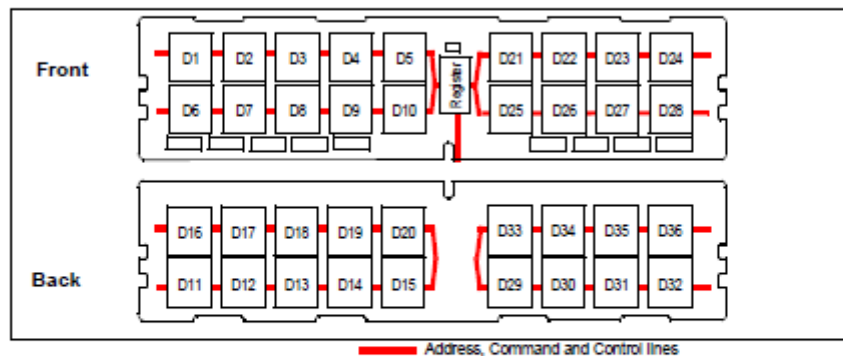 Front
D1 D2 D3 D4 D5 Register D21 D22 D23 D24
D6 D7 D8 D9 D10 D25 D26 D27 D28
Back
D16 D17 D18 D19 D20 D33 D34 D35 D36
D11 D12 D13 D14 D15 D29 D30 D31 D32
Address, Command and Control lines